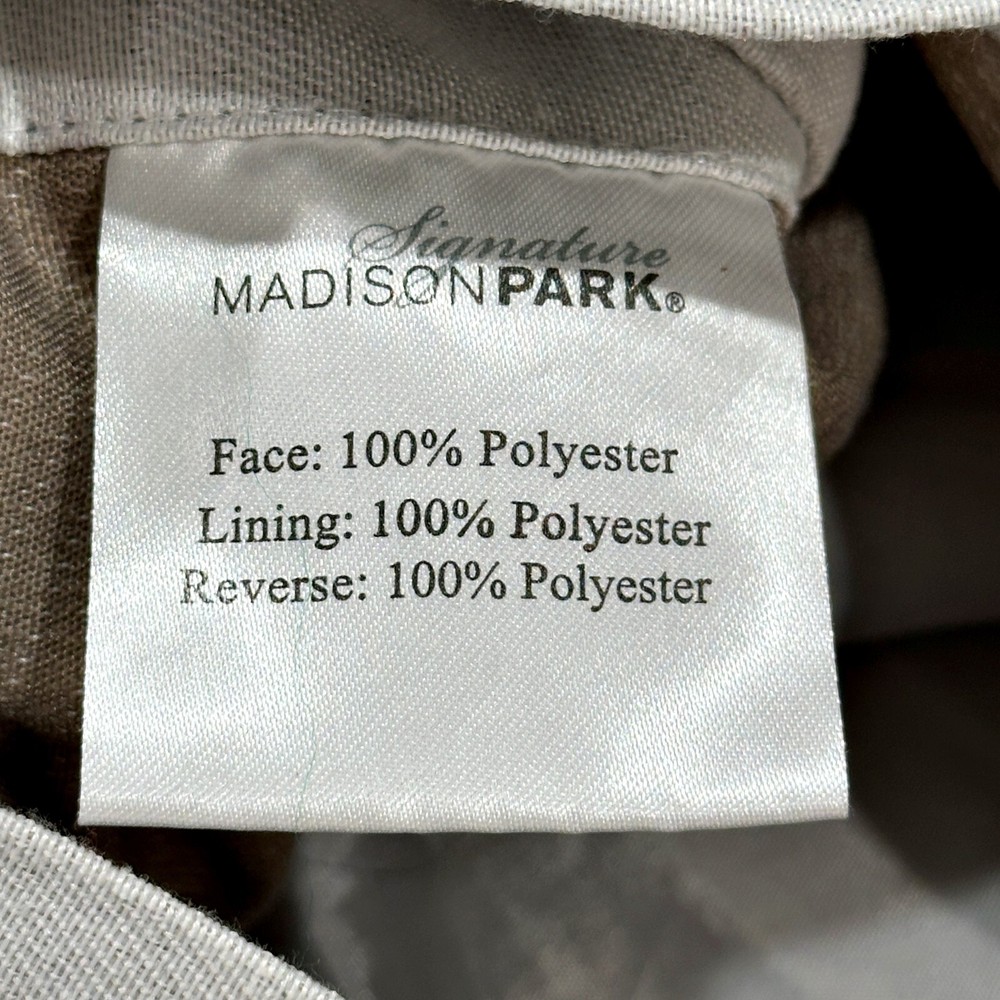 Signature
MADISONPARK®
Face: 100% Polyester
Lining: 100% Polyester
Reverse: 100% Polyester